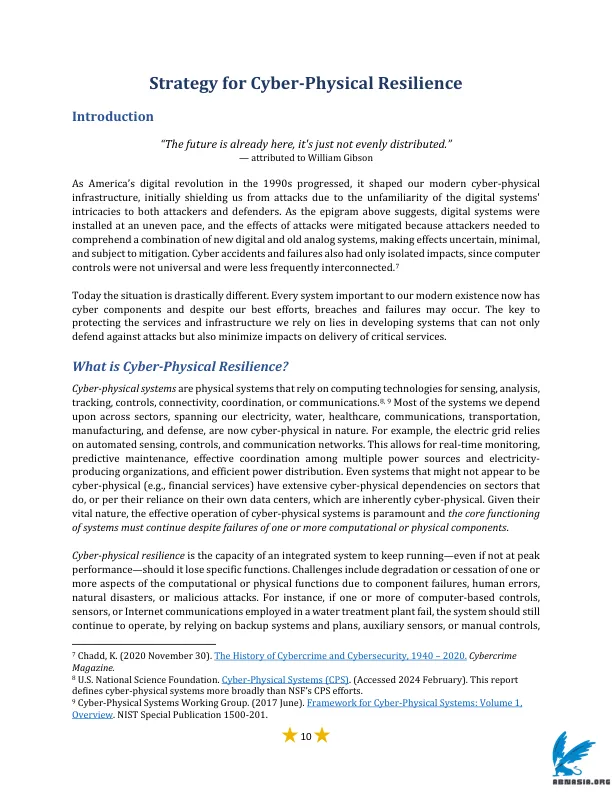 Strategy for Cyber-Physical Resilience
Introduction
“The future is already here, it's just not evenly distributed.”
— attributed to William Gibson
As America's digital revolution in the 1990s progressed, it shaped our modern cyber-physical
infrastructure, initially shielding us from attacks due to the unfamiliarity of the digital systems'
intricacies to both attackers and defenders. As the epigram above suggests, digital systems were
installed at an uneven pace, and the effects of attacks were mitigated because attackers needed to
comprehend a combination of new digital and old analog systems, making effects uncertain, minimal,
and subject to mitigation. Cyber accidents and failures also had only isolated impacts, since computer
controls were not universal and were less frequently interconnected.7
Today the situation is drastically different. Every system important to our modern existence now has
cyber components and despite our best efforts, breaches and failures may occur. The key to
protecting the services and infrastructure we rely on lies in developing systems that can not only
defend against attacks but also minimize impacts on delivery of critical services.
What is Cyber-Physical Resilience?
Cyber-physical systems are physical systems that rely on computing technologies for sensing, analysis,
tracking, controls, connectivity, coordination, or communications.8, 9 Most of the systems we depend
upon across sectors, spanning our electricity, water, healthcare, communications, transportation,
manufacturing, and defense, are now cyber-physical in nature. For example, the electric grid relies
on automated sensing, controls, and communication networks. This allows for real-time monitoring,
predictive maintenance, effective coordination among multiple power sources and electricity-
producing organizations, and efficient power distribution. Even systems that might not appear to be
cyber-physical (e.g., financial services) have extensive cyber-physical dependencies on sectors that
do, or per their reliance on their own data centers, which are inherently cyber-physical. Given their
vital nature, the effective operation of cyber-physical systems is paramount and the core functioning
of systems must continue despite failures of one or more computational or physical components.
Cyber-physical resilience is the capacity of an integrated system to keep running—even if not at peak
performance—should it lose specific functions. Challenges include degradation or cessation of one or
more aspects of the computational or physical functions due to component failures, human errors,
natural disasters, or malicious attacks. For instance, if one or more of computer-based controls,
sensors, or Internet communications employed in a water treatment plant fail, the system should still
continue to operate, by relying on backup systems and plans, auxiliary sensors, or manual controls,
7 Chadd, K. (2020 November 30). The History of Cybercrime and Cybersecurity, 1940 – 2020. Cybercrime
Magazine.
8 U.S. National Science Foundation. Cyber-Physical Systems (CPS). (Accessed 2024 February). This report
defines cyber-physical systems more broadly than NSF's CPS efforts.
9 Cyber-Physical Systems Working Group. (2017 June). Framework for Cyber-Physical Systems: Volume 1,
Overview. NIST Special Publication 1500-201.
10
ABNASIA.ORG